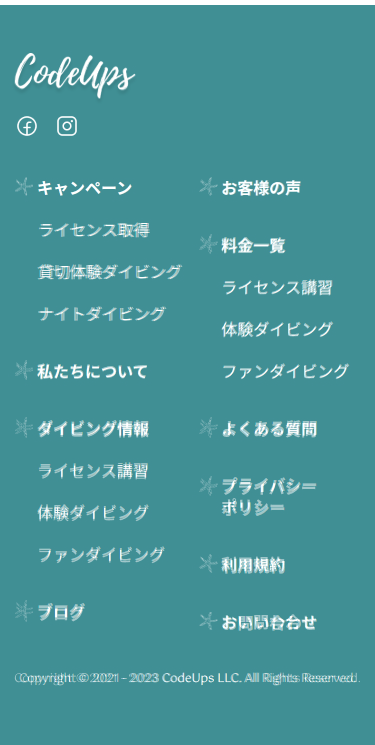 CodeUps
キャンペーン
ライセンス取得
貸切体験ダイビング
ナイトダイビング
私たちについて
ダイビング情報
ライセンス講習
体験ダイビング
ファンダイビング
ブログ
お客様の声
料金一覧
ライセンス講習
体験ダイビング
ファンダイビング
よくある質問
プライバシー
ポリシー
利用規約
お問い合わせ
Copyright © 2021 - 2023 CodeUps LLC. All Rights Reserved.